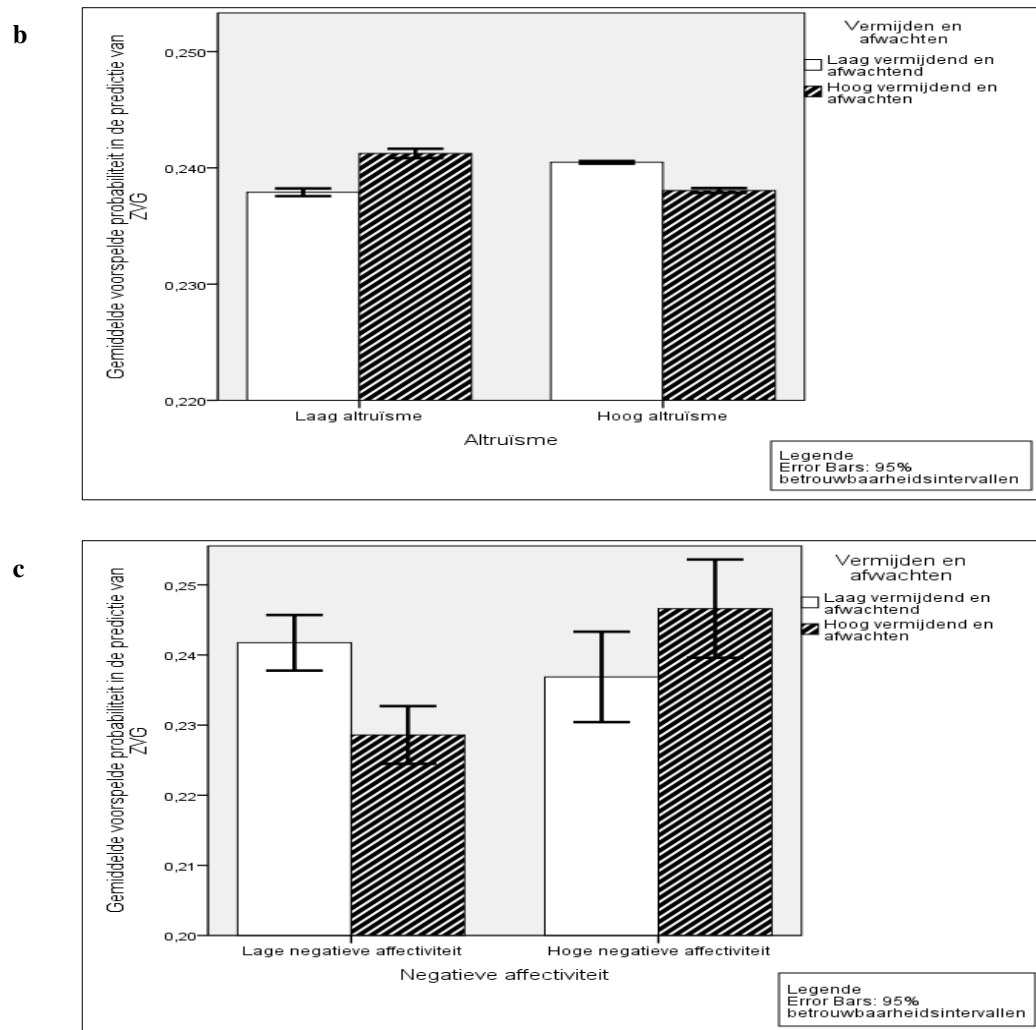 b
Gemiddelde voorspelde probabiliteit in de predictie van
ZVG
0,250
0,240
0,230
0,220
Laag altruïsme
Hoog altruïsme
Altruïsme
Vermijden en
afwachten
Laag vermijdend en
afwachtend
Hoog vermijdend en
afwachten
Legende
Error Bars: 95%
betrouwbaarheidsintervallen
c
Gemiddelde voorspelde probabiliteit in de predictie van
ZVG
0,25
0,24
0,23
0,22
0,21
0,20
Lage negatieve affectiviteit
Hoge negatieve affectiviteit
Negatieve affectiviteit
Vermijden en
afwachten
Laag vermijdend en
afwachtend
Hoog vermijdend en
afwachten
Legende
Error Bars: 95%
betrouwbaarheidsintervallen